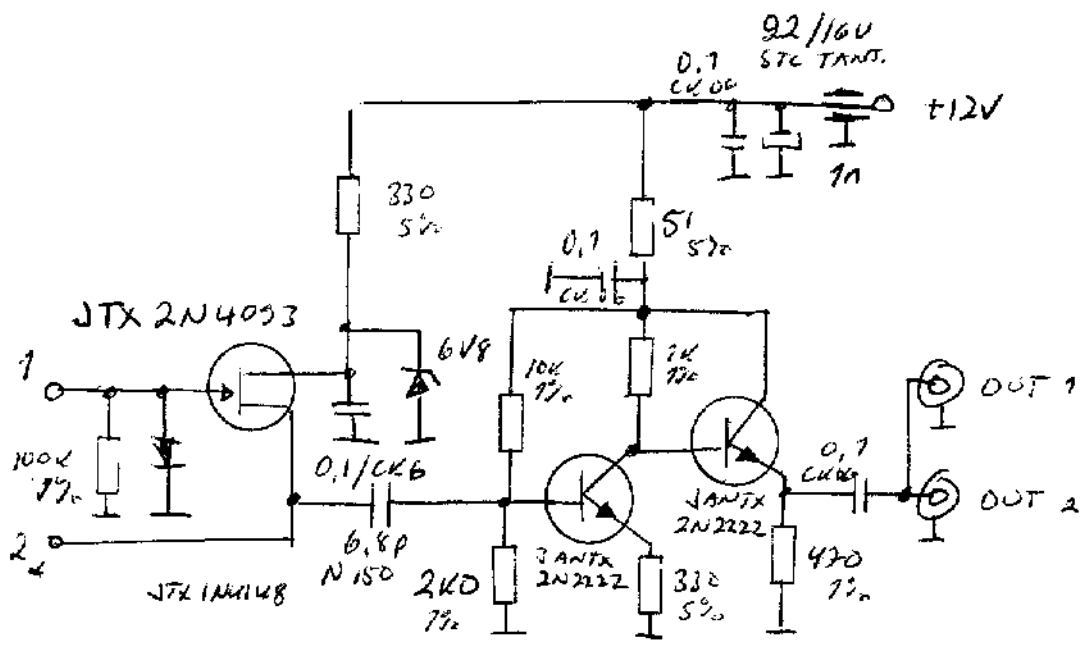 22/16V
STC TANT.
0,1
CK06
+12V
1n
330
5%
51
5%
0,1
CK06
JTX 2N4093
6V8
10K
1%
1K
1%
1
OUT 1
100K
1%
0,1/CK6
0,1
CK06
OUT 2
JANTX
2N2222
2
6,8p
N150
JANTX
2N2222
JTX 1N4148
2K0
1%
330
5%
470
1%